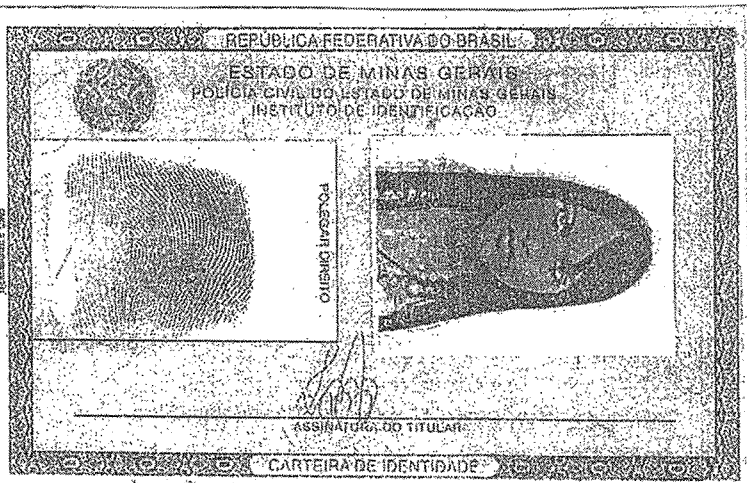 REPÚBLICA FEDERATIVA DO BRASIL
ESTADO DE MINAS GERAIS
POLÍCIA CIVIL DO ESTADO DE MINAS GERAIS
INSTITUTO DE IDENTIFICAÇÃO
POLEGAR DIREITO
ASSINATURA DO TITULAR
CARTEIRA DE IDENTIDADE